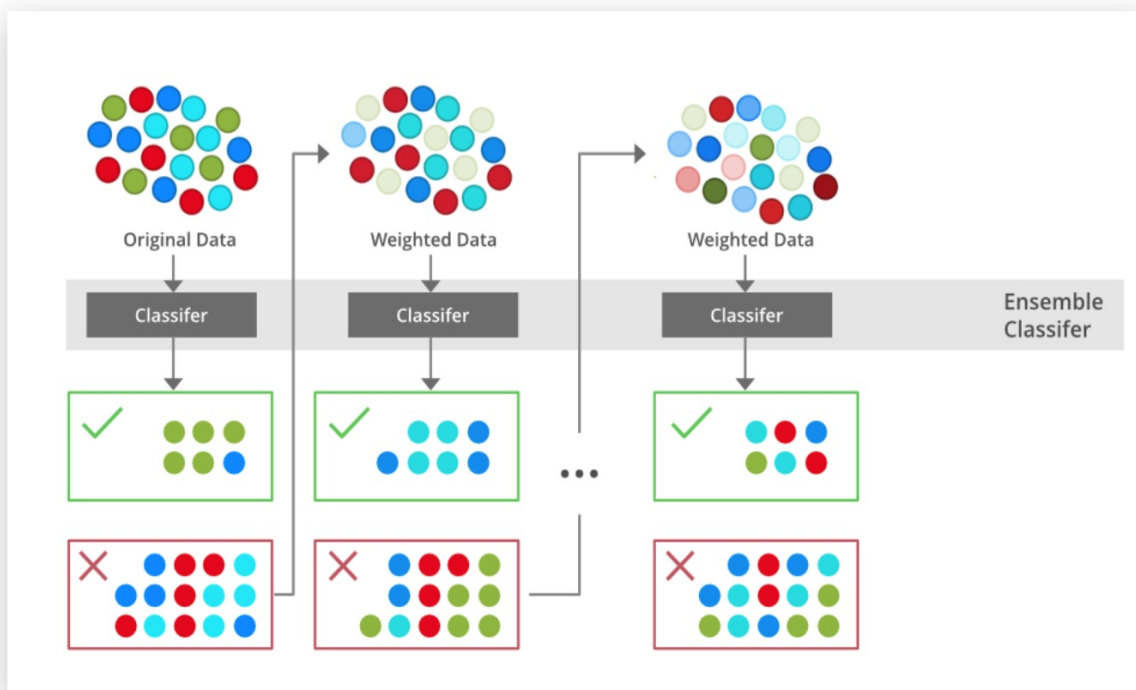 Original Data
Weighted Data
Weighted Data
Classifer
Classifer
Classifer
Ensemble
Classifer
...